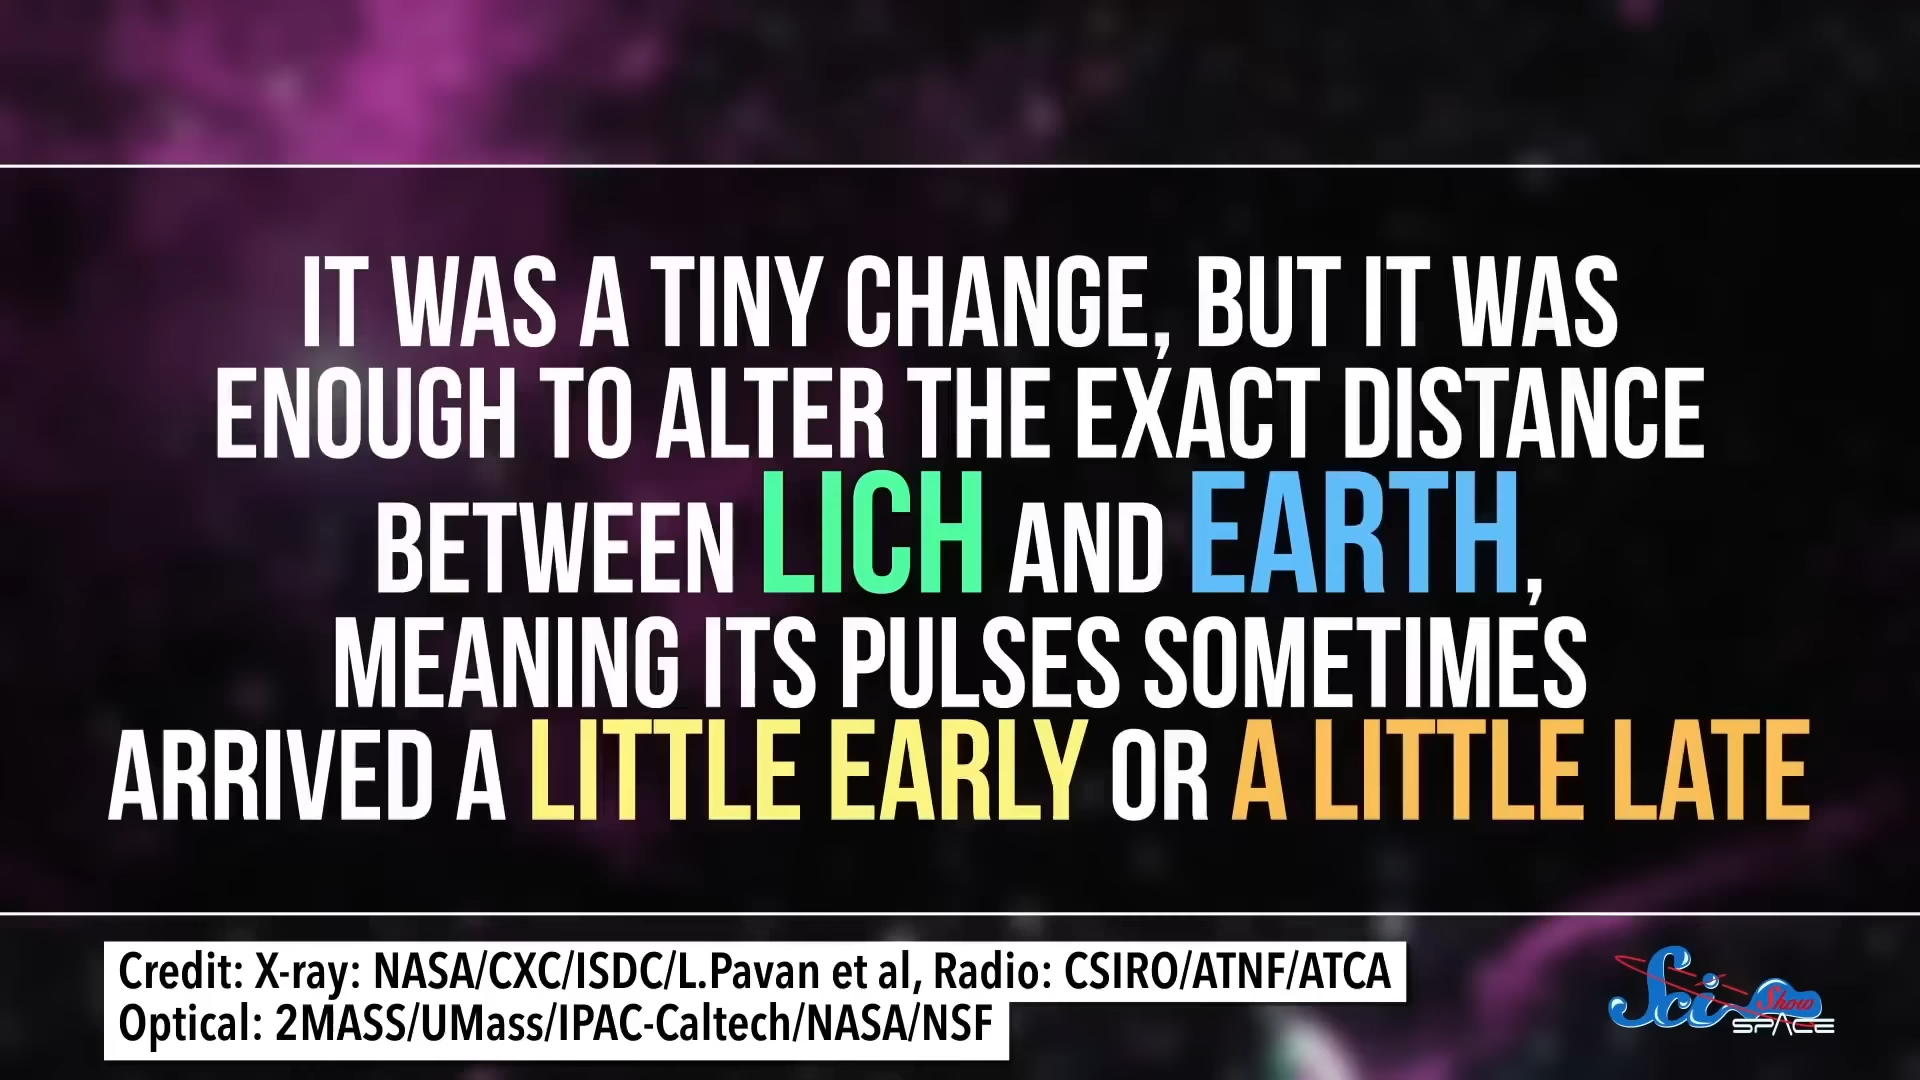 IT WAS A TINY CHANGE, BUT IT WAS
ENOUGH TO ALTER THE EXACT DISTANCE
BETWEEN LICH AND EARTH,
MEANING ITS PULSES SOMETIMES
ARRIVED A LITTLE EARLY OR A LITTLE LATE
Credit: X-ray: NASA/CXC/ISDC/L.Pavan et al, Radio: CSIRO/ATNF/ATCA
Optical: 2MASS/UMass/IPAC-Caltech/NASA/NSF
Sci Show
SPACE